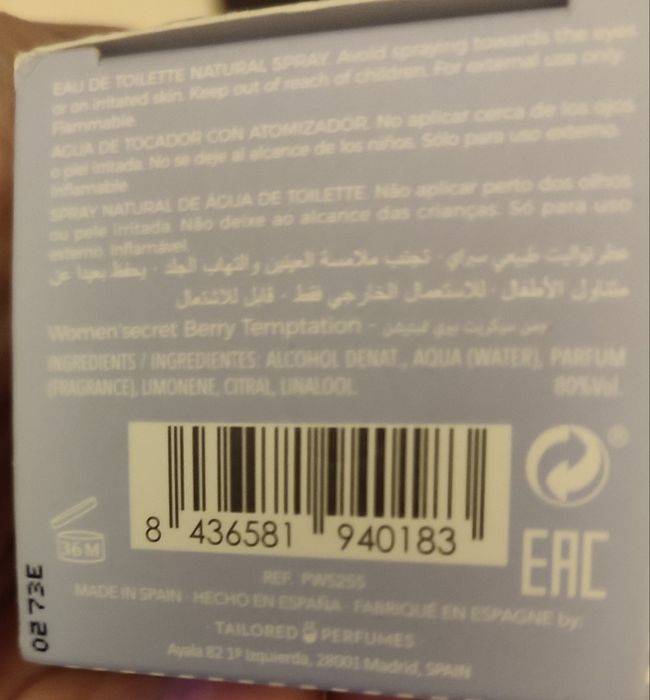 EAU DE TOILETTE NATURAL SPRAY. Avoid spraying towards the eyes
or on irritated skin. Keep out of reach of children. For external use only.
Flammable.
AGUA DE TOCADOR CON ATOMIZADOR. No aplicar cerca de los ojos
o piel irritada. No se deje al alcance de los niños. Sólo para uso externo.
Inflamable.
SPRAY NATURAL DE ÁGUA DE TOILETTE. Não aplicar perto dos olhos
ou pele irritada. Não deixe ao alcance das crianças. Só para uso
externo. Inflamável.
عطر تواليت طبيعي سبراي · تجنب ملامسة العينين والتهاب الجلد · يحفظ بعيدا عن
متناول الأطفال · للاستعمال الخارجي فقط · قابل للاشتعال
Women'secret Berry Temptation · ومن سيكريت بيري
INGREDIENTS / INGREDIENTES: ALCOHOL DENAT., AQUA (WATER), PARFUM
(FRAGRANCE), LIMONENE, CITRAL, LINALOOL.
80%Vol.
8 436581 940183
®
36M
EAC
02 73E
REF. PWS255
MADE IN SPAIN · HECHO EN ESPAÑA · FABRIQUÉ EN ESPAGNE by:
· TAILORED PERFUMES ·
Ayala 82 1º Izquierda, 28001 Madrid, SPAIN